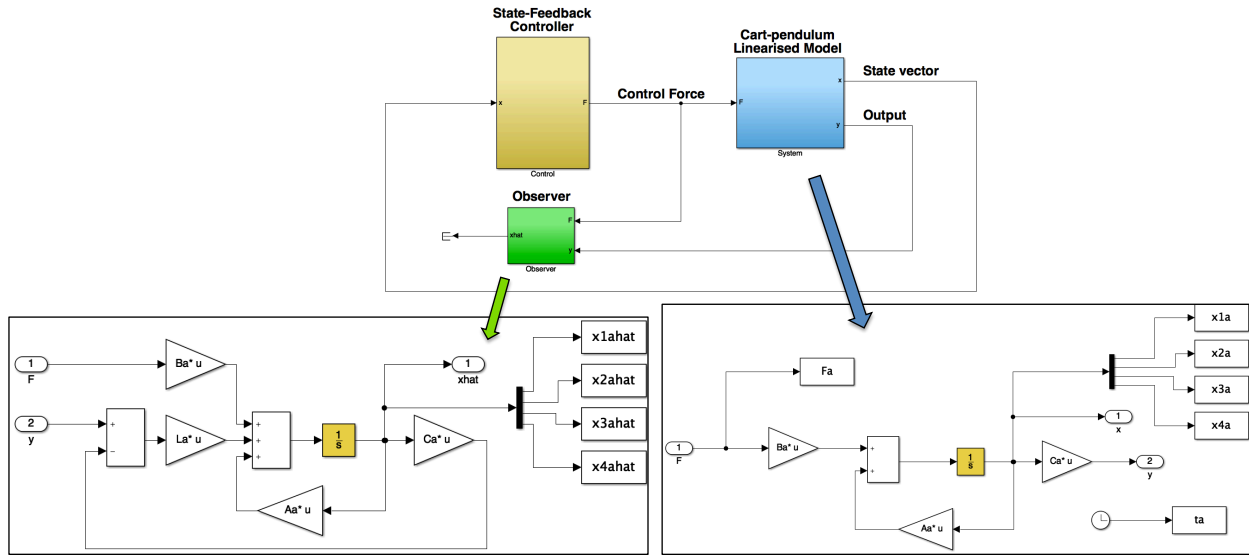 State-Feedback
Controller
x
F
Control
Control Force
Cart-pendulum
Linearised Model
F
x
y
System
State vector
Output
Observer
F
xhat
y
Observer
1
F
Ba* u
2
y
+
−
La* u
+
+
+
1
s
1
xhat
Ca* u
Aa* u
x1ahat
x2ahat
x3ahat
x4ahat
1
F
Fa
Ba* u
+
+
1
s
Aa* u
Ca* u
1
x
2
y
x1a
x2a
x3a
x4a
ta